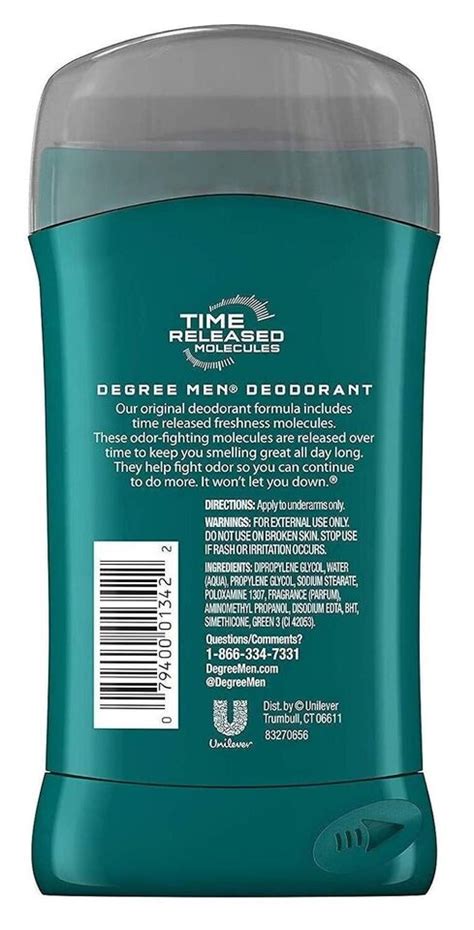 TIME
RELEASED
MOLECULES
DEGREE MEN® DEODORANT
Our original deodorant formula includes
time released freshness molecules.
These odor-fighting molecules are released over
time to keep you smelling great all day long.
They help fight odor so you can continue
to do more. It won't let you down.®
DIRECTIONS: Apply to underarms only.
WARNINGS: FOR EXTERNAL USE ONLY.
DO NOT USE ON BROKEN SKIN. STOP USE
IF RASH OR IRRITATION OCCURS.
INGREDIENTS: DIPROPYLENE GLYCOL, WATER
(AQUA), PROPYLENE GLYCOL, SODIUM STEARATE,
POLOXAMINE 1307, FRAGRANCE (PARFUM),
AMINOMETHYL PROPANOL, DISODIUM EDTA, BHT,
SIMETHICONE, GREEN 3 (CI 42053).
Questions/Comments?
1-866-334-7331
DegreeMen.com
@DegreeMen
0 79400 01342 2
Unilever
Dist. by © Unilever
Trumbull, CT 06611
83270656